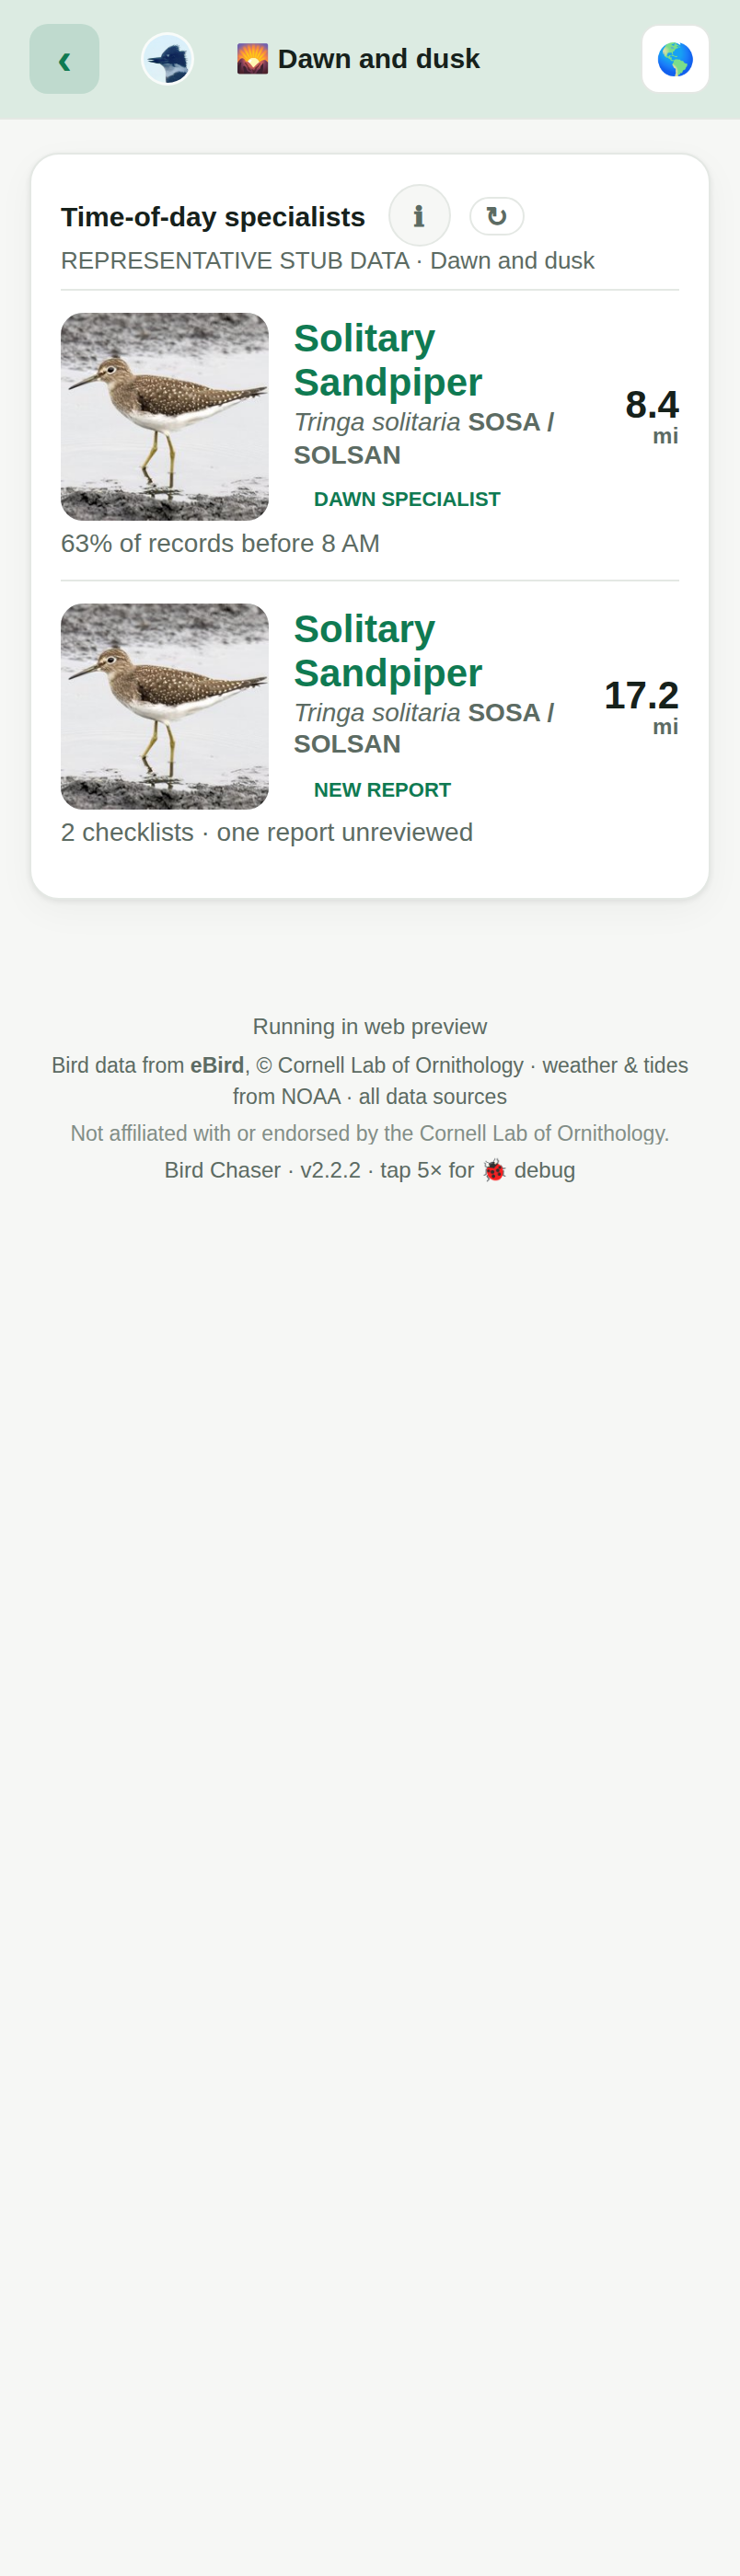 ‹ 🌄 Dawn and dusk 🌎
Time-of-day specialists ℹ ↻
REPRESENTATIVE STUB DATA · Dawn and dusk
Solitary
Sandpiper
Tringa solitaria SOSA /
SOLSAN
8.4
mi
DAWN SPECIALIST
63% of records before 8 AM
Solitary
Sandpiper
Tringa solitaria SOSA /
SOLSAN
17.2
mi
NEW REPORT
2 checklists · one report unreviewed
Running in web preview
Bird data from eBird, © Cornell Lab of Ornithology · weather & tides
from NOAA · all data sources
Not affiliated with or endorsed by the Cornell Lab of Ornithology.
Bird Chaser · v2.2.2 · tap 5× for 🐞 debug